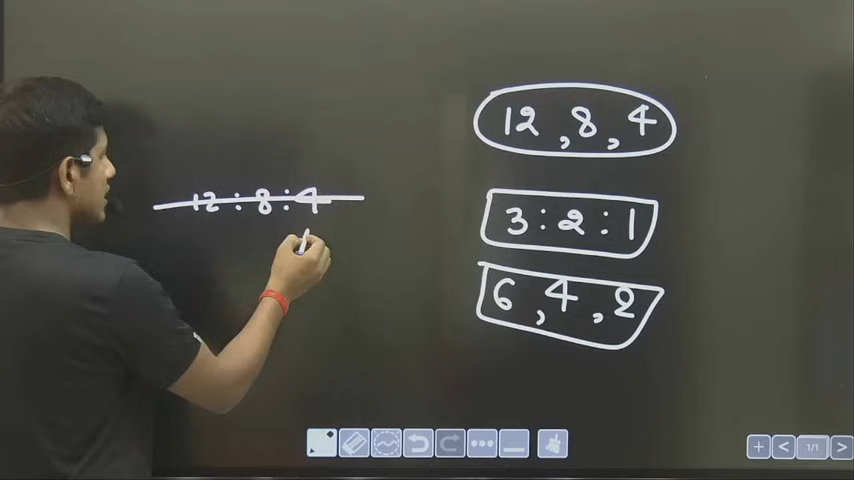 12 : 8 : 4
12 , 8 , 4
3 : 2 : 1
6 , 4 , 2
1/1